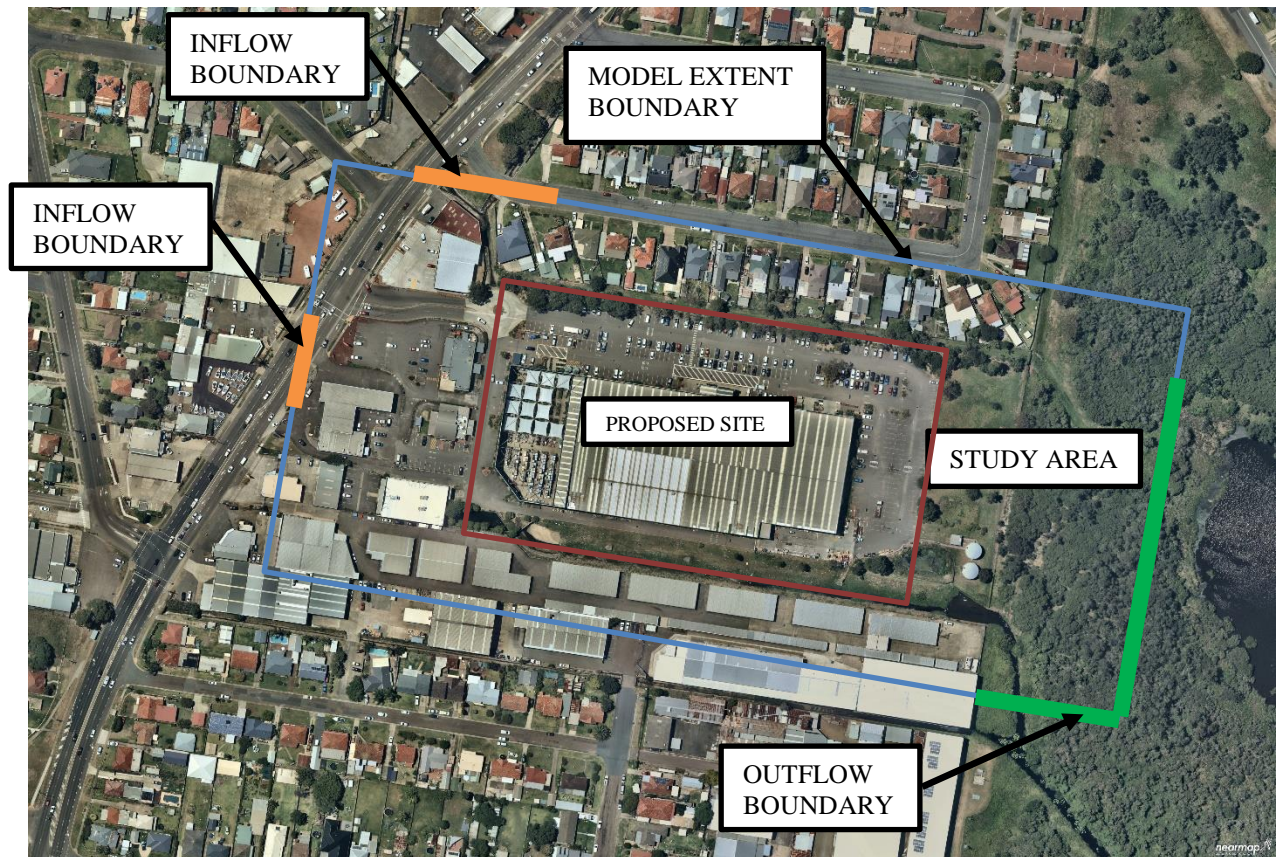 INFLOW
BOUNDARY
MODEL EXTENT
BOUNDARY
INFLOW
BOUNDARY
PROPOSED SITE
STUDY AREA
OUTFLOW
BOUNDARY
nearmap